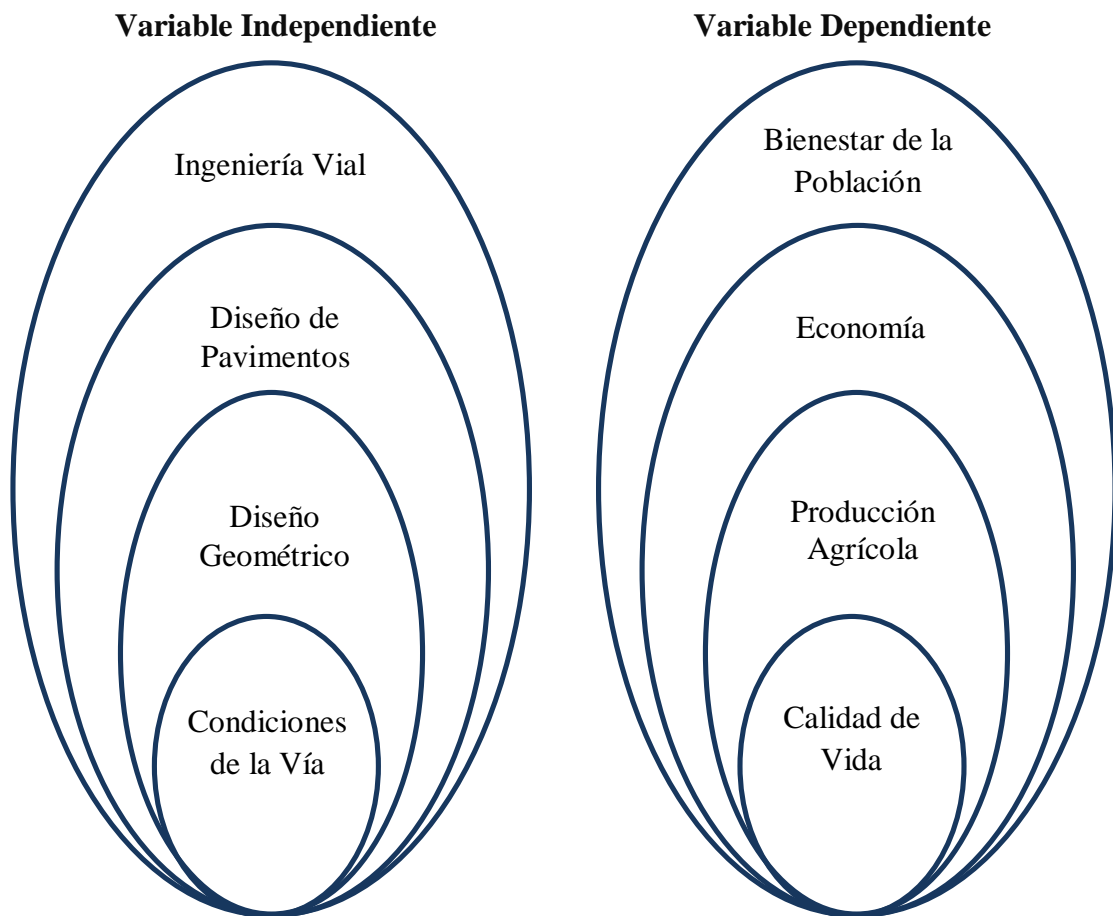 Variable Independiente
Ingeniería Vial
Diseño de
Pavimentos
Diseño
Geométrico
Condiciones
de la Vía
Variable Dependiente
Bienestar de la
Población
Economía
Producción
Agrícola
Calidad de
Vida